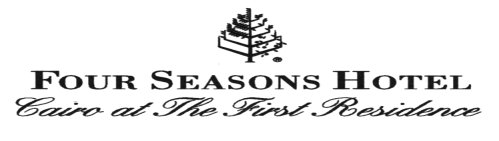 FOUR SEASONS HOTEL
Cairo at The First Residence